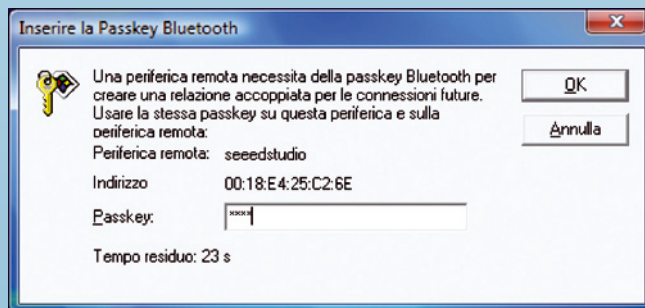 Inserire la Passkey Bluetooth
Una periferica remota necessita della passkey Bluetooth per
creare una relazione accoppiata per le connessioni future.
Usare la stessa passkey su questa periferica e sulla
periferica remota:
Periferica remota: seeedstudio
Indirizzo 00:18:E4:25:C2:6E
Passkey: ****
Tempo residuo: 23 s
OK
Annulla